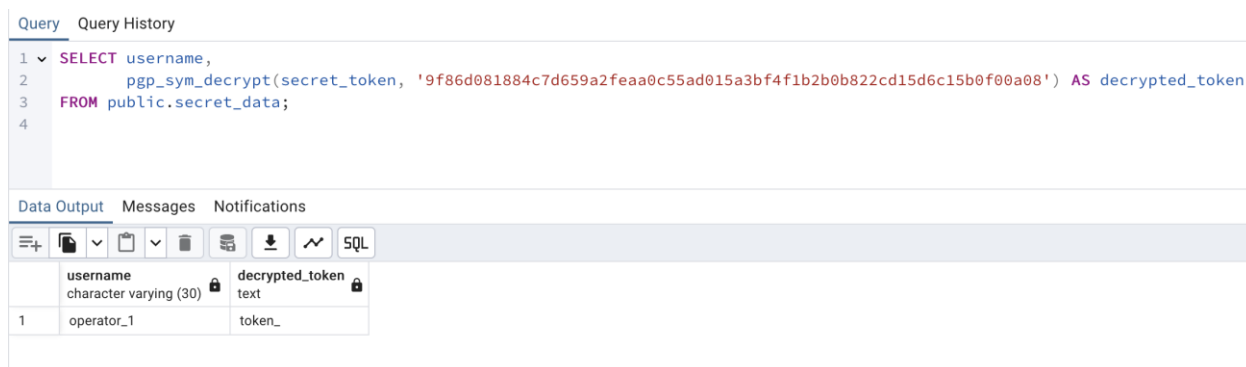 Query Query History
1 SELECT username,
2 pgp_sym_decrypt(secret_token, '9f86d081884c7d659a2feaa0c55ad015a3bf4f1b2b0b822cd15d6c15b0f00a08') AS decrypted_token
3 FROM public.secret_data;
4
Data Output Messages Notifications
SQL
username decrypted_token
character varying (30) text
1 operator_1 token_